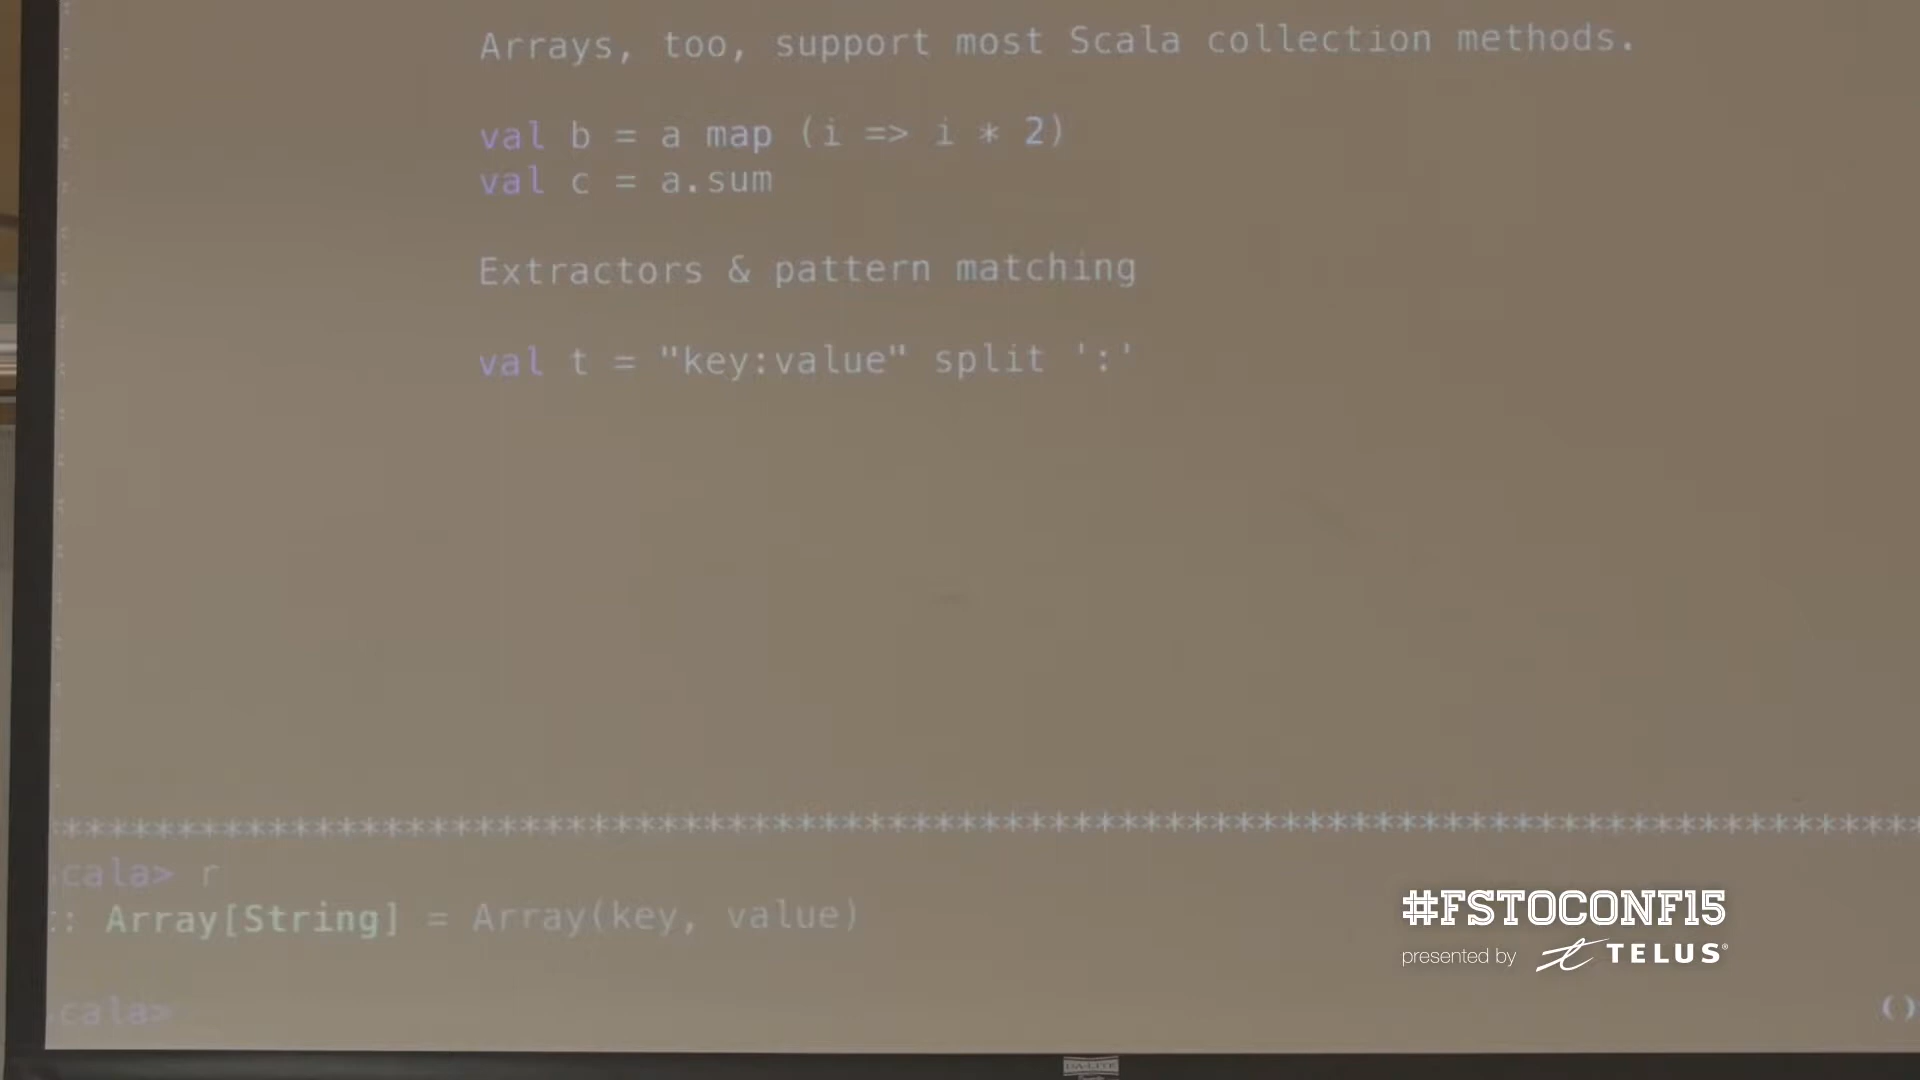 Arrays, too, support most Scala collection methods.
val b = a map (i => i * 2)
val c = a.sum
Extractors & pattern matching
val t = "key:value" split ':'
****************************************************************************
cala> r
: Array[String] = Array(key, value)
cala>
()
#FSTOCONF15
presented by TELUS®